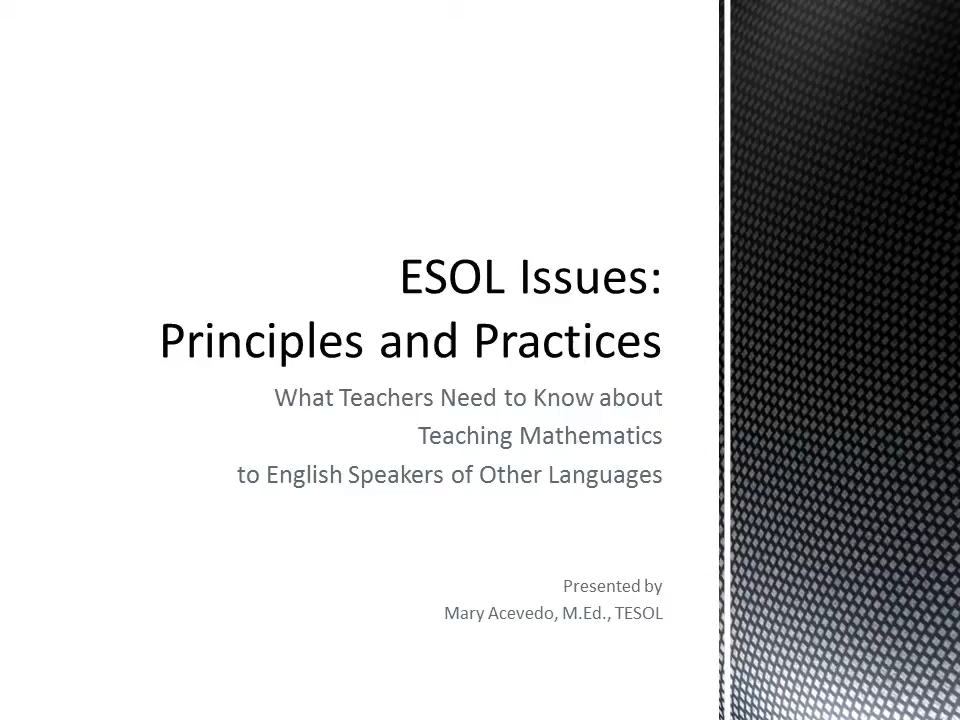 ESOL Issues:
Principles and Practices
What Teachers Need to Know about
Teaching Mathematics
to English Speakers of Other Languages
Presented by
Mary Acevedo, M.Ed., TESOL